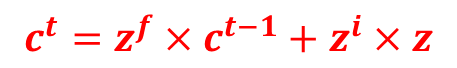 c^t = z^f × c^{t-1} + z^i × z